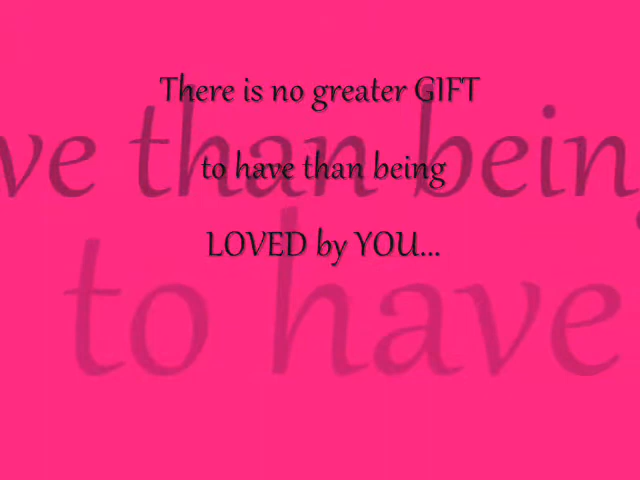 There is no greater GIFT
ve than bein
to have than being
LOVED by YOU...
to have